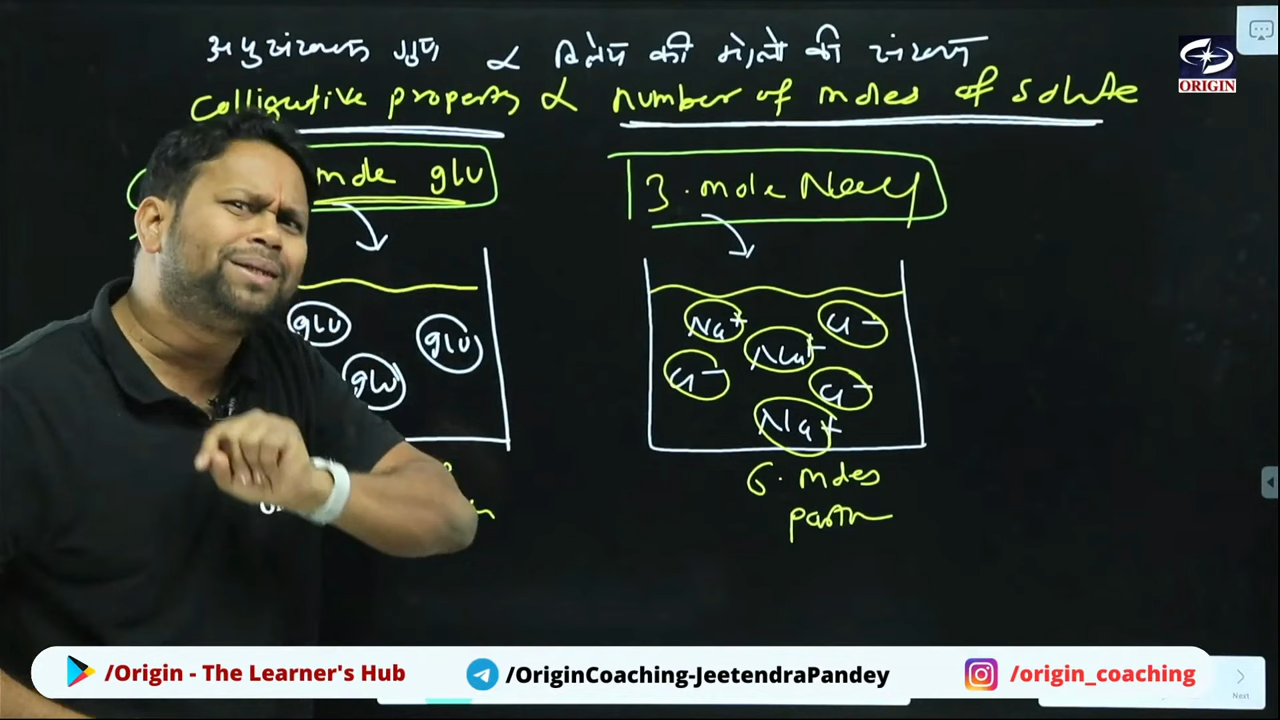 अणुसंख्यक गुण ∝ विलेय की मोलो की संख्या
ORIGIN
colligative property ∝ number of moles of solute
mole glu
3. mole Nacl
glu
glu
glu
Na+
Cl-
Na+
Cl-
Cl-
Na+
6. moles
/Origin - The Learner's Hub
/OriginCoaching-JeetendraPandey
/origin_coaching
Next